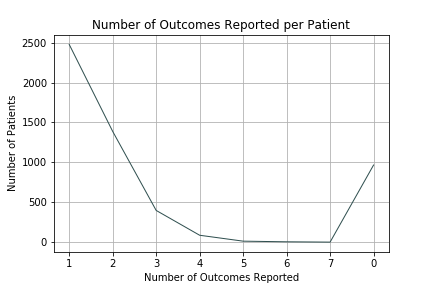 Number of Outcomes Reported per Patient
Number of Patients
2500
2000
1500
1000
500
0
1 2 3 4 5 6 7 0
Number of Outcomes Reported